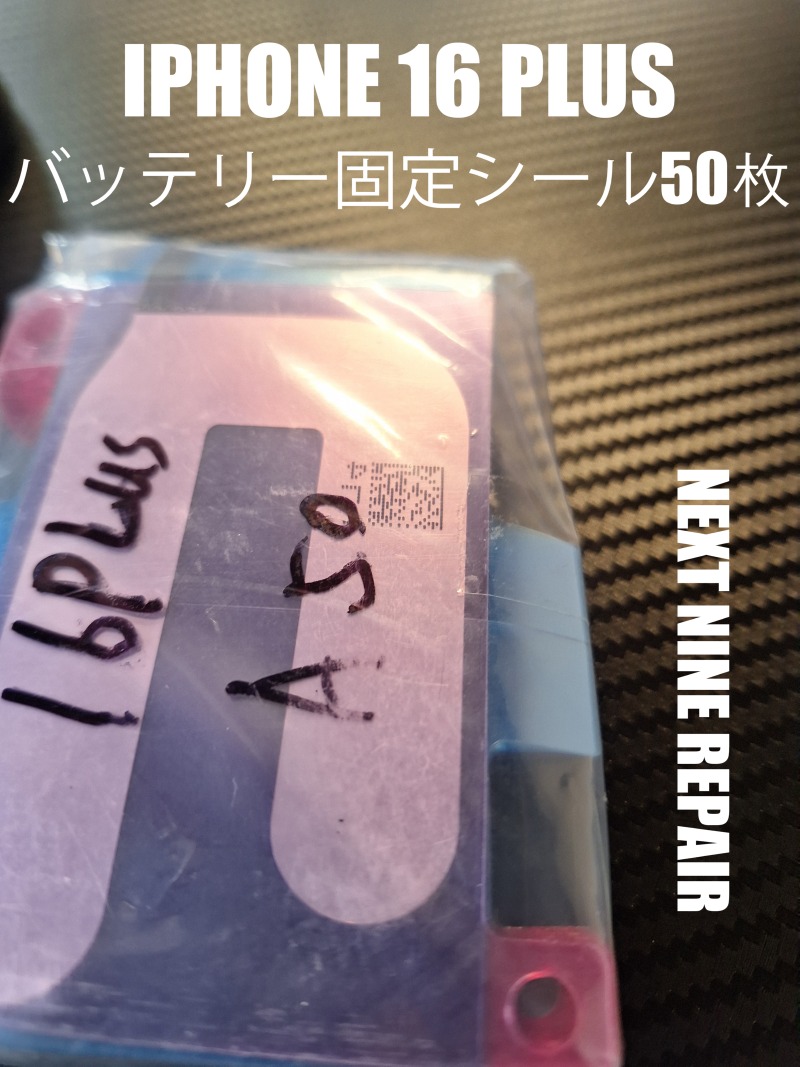 IPHONE 16 PLUS
バッテリー固定シール50枚
16PLus
A 50
NEXT NINE REPAIR